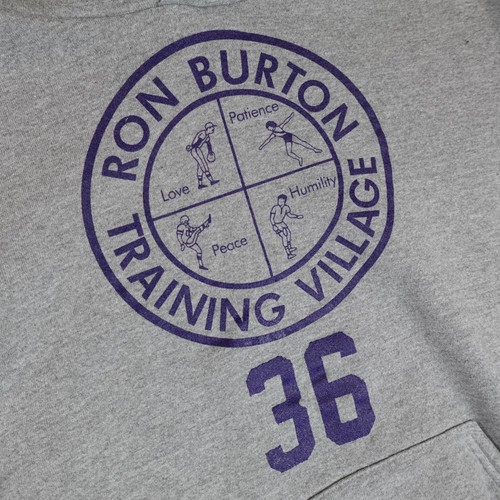 RON BURTON
TRAINING VILLAGE
Patience
Love
Humility
Peace
36